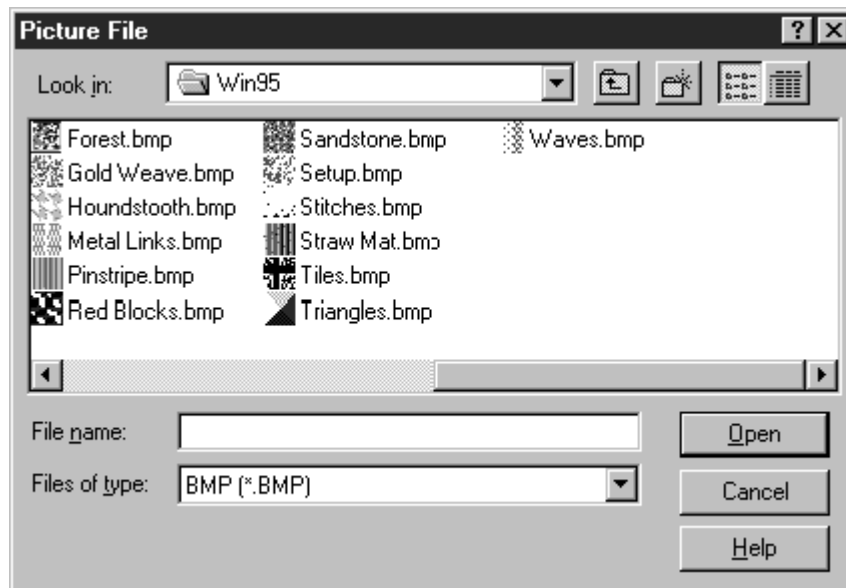 Picture File
Look in: Win95
Forest.bmp Sandstone.bmp Waves.bmp
Gold Weave.bmp Setup.bmp
Houndstooth.bmp Stitches.bmp
Metal Links.bmp Straw Mat.bmp
Pinstripe.bmp Tiles.bmp
Red Blocks.bmp Triangles.bmp
File name: Open
Files of type: BMP (*.BMP) Cancel
Help